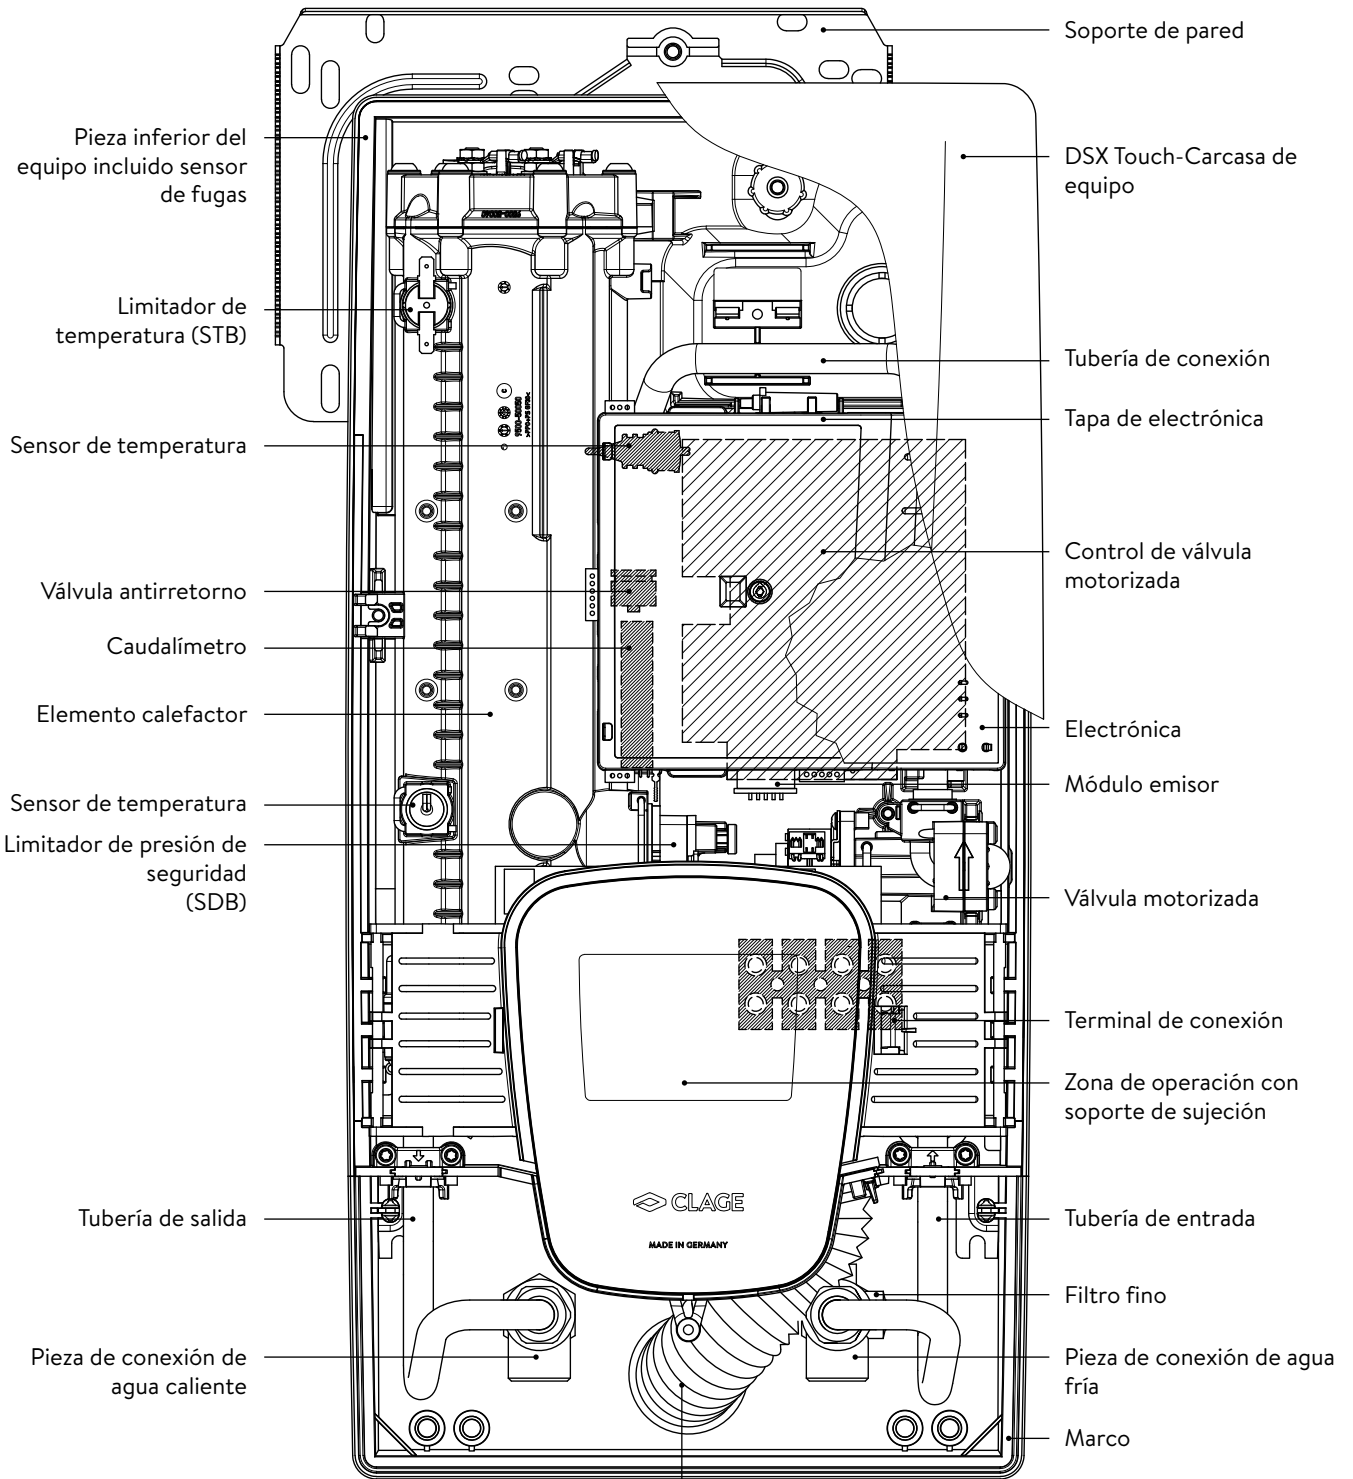 Soporte de pared
Pieza inferior del
equipo incluido sensor
de fugas
DSX Touch-Carcasa de
equipo
Limitador de
temperatura (STB)
Tubería de conexión
Tapa de electrónica
Sensor de temperatura
Control de válvula
motorizada
Válvula antirretorno
Caudalímetro
Elemento calefactor
Electrónica
Módulo emisor
Sensor de temperatura
Limitador de presión de
seguridad
(SDB)
Válvula motorizada
Terminal de conexión
Zona de operación con
soporte de sujeción
CLAGE
MADE IN GERMANY
Tubería de salida
Tubería de entrada
Filtro fino
Pieza de conexión de
agua caliente
Pieza de conexión de agua
fría
Marco